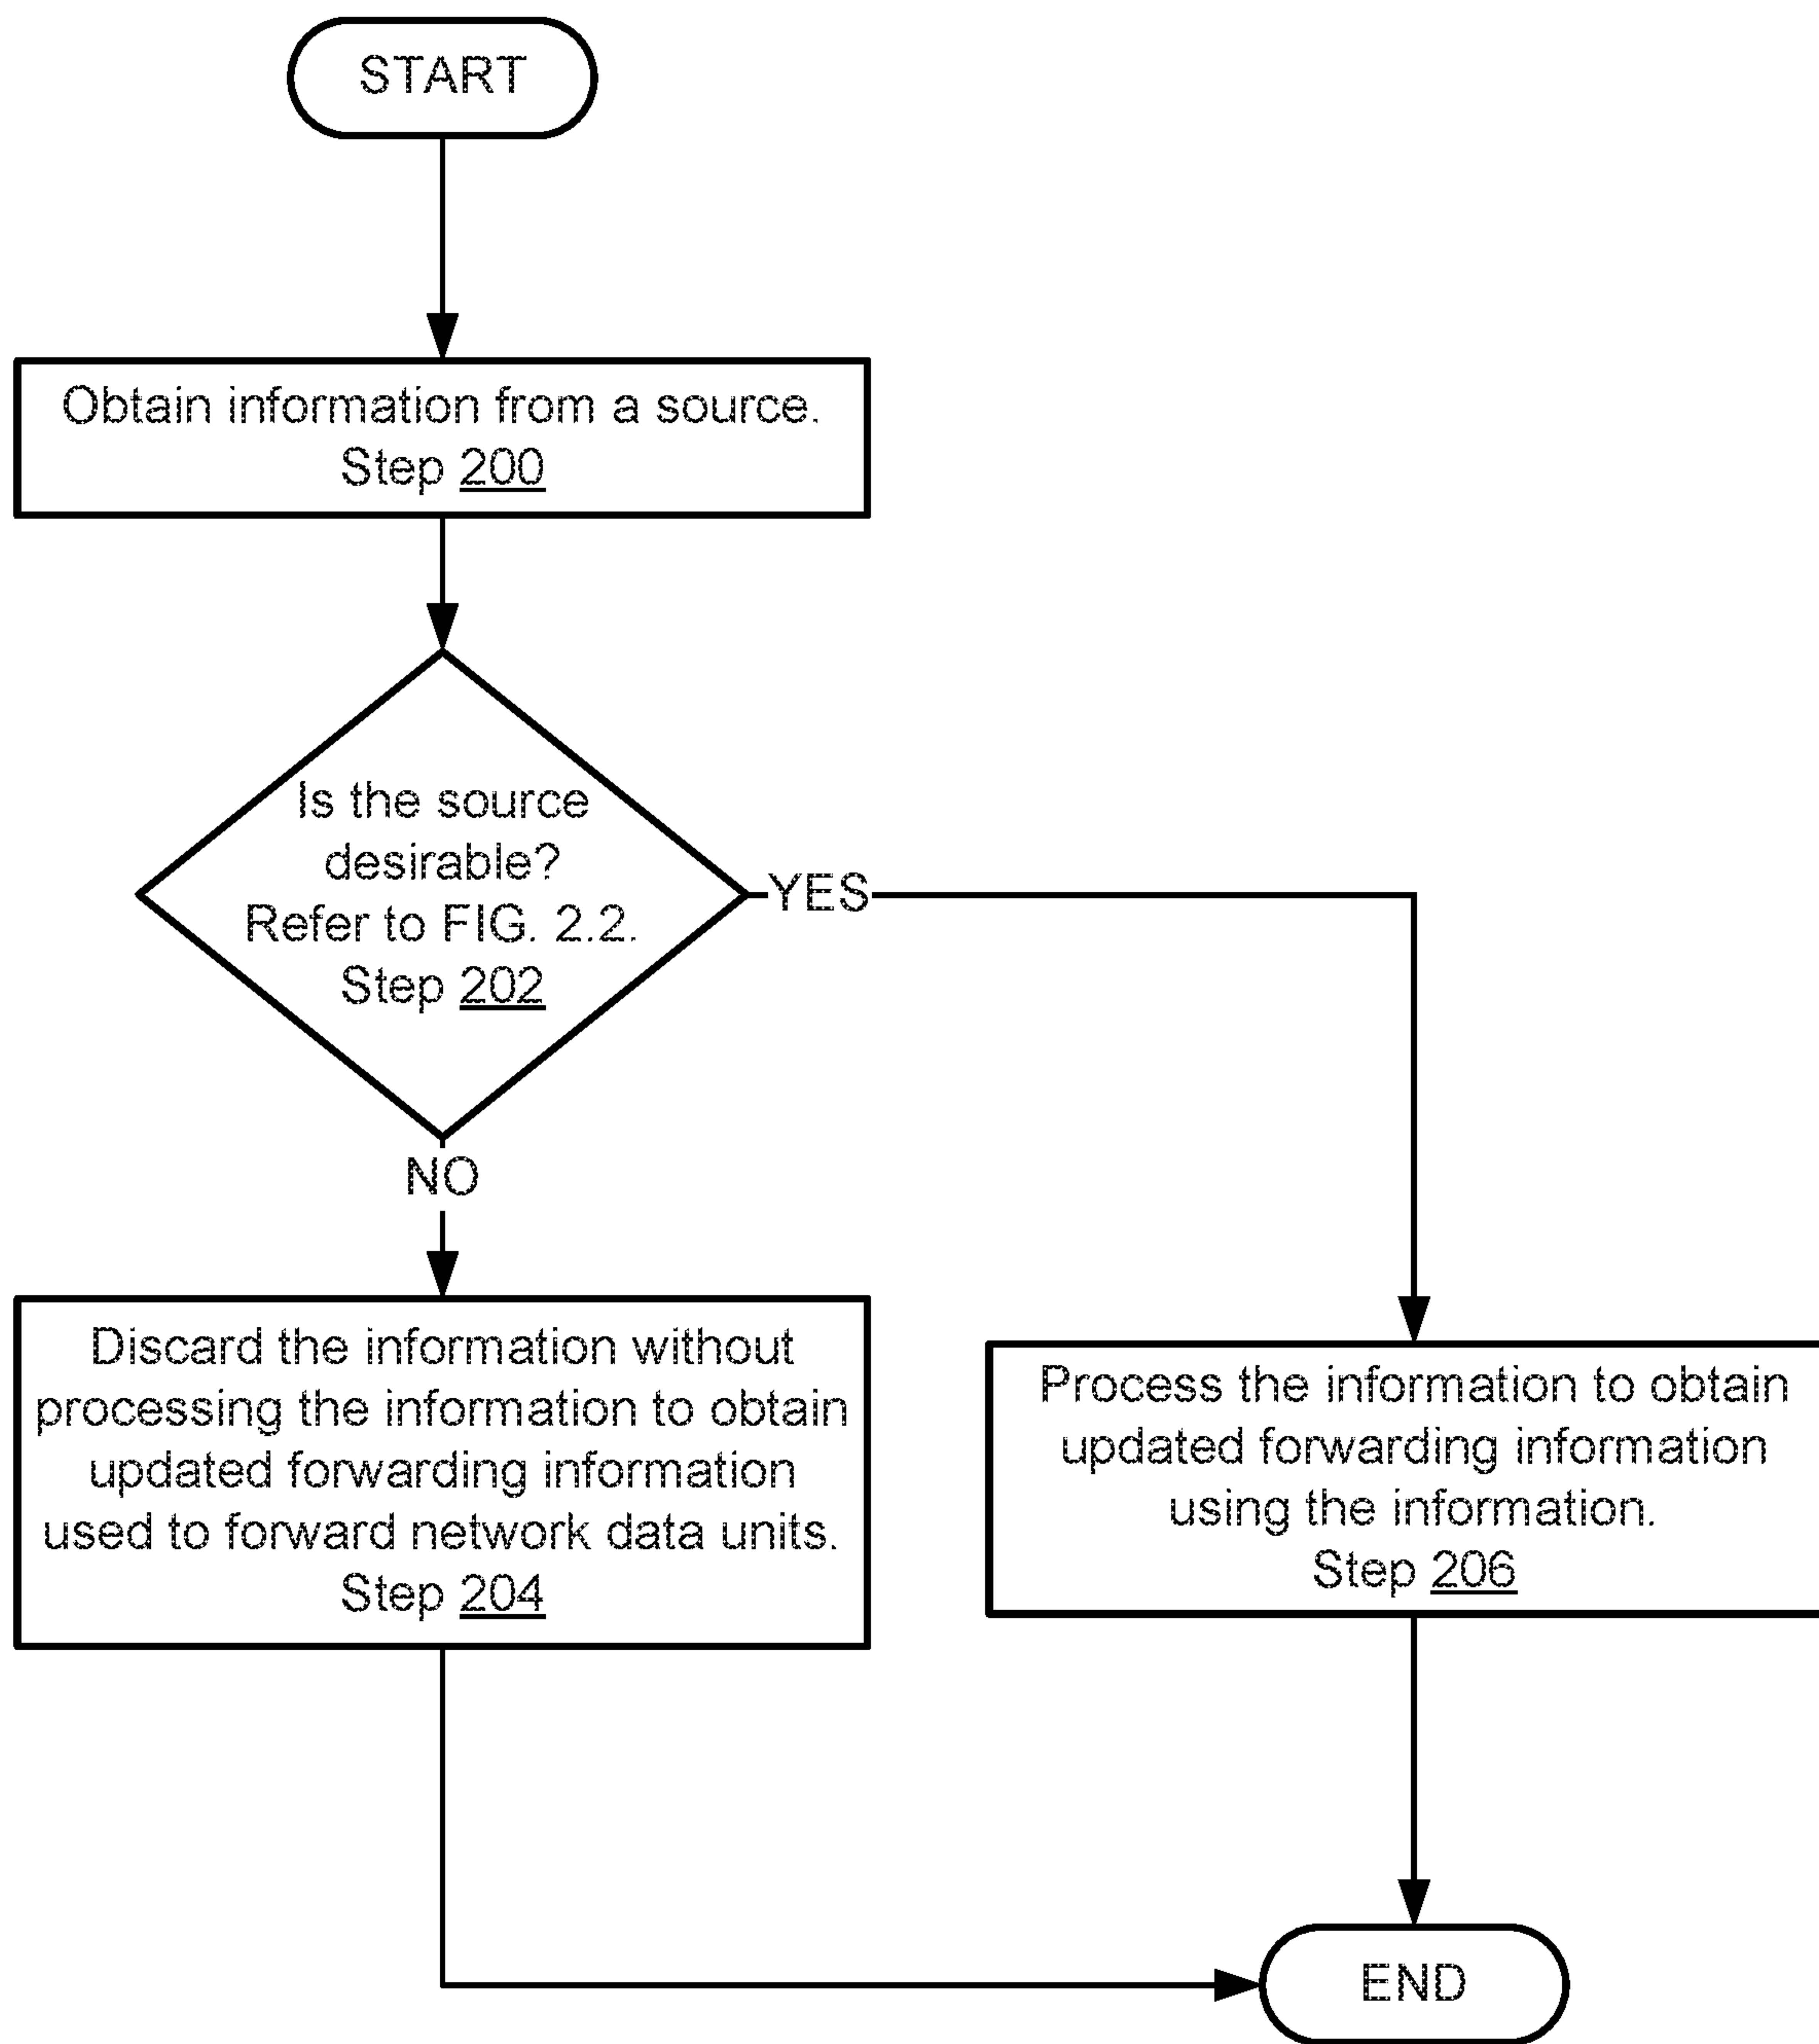 START
Obtain information from a source.
Step 200
Is the source
desirable?
Refer to FIG. 2.2.
Step 202
YES
NO
Discard the information without
processing the information to obtain
updated forwarding information
used to forward network data units.
Step 204
Process the information to obtain
updated forwarding information
using the information.
Step 206
END